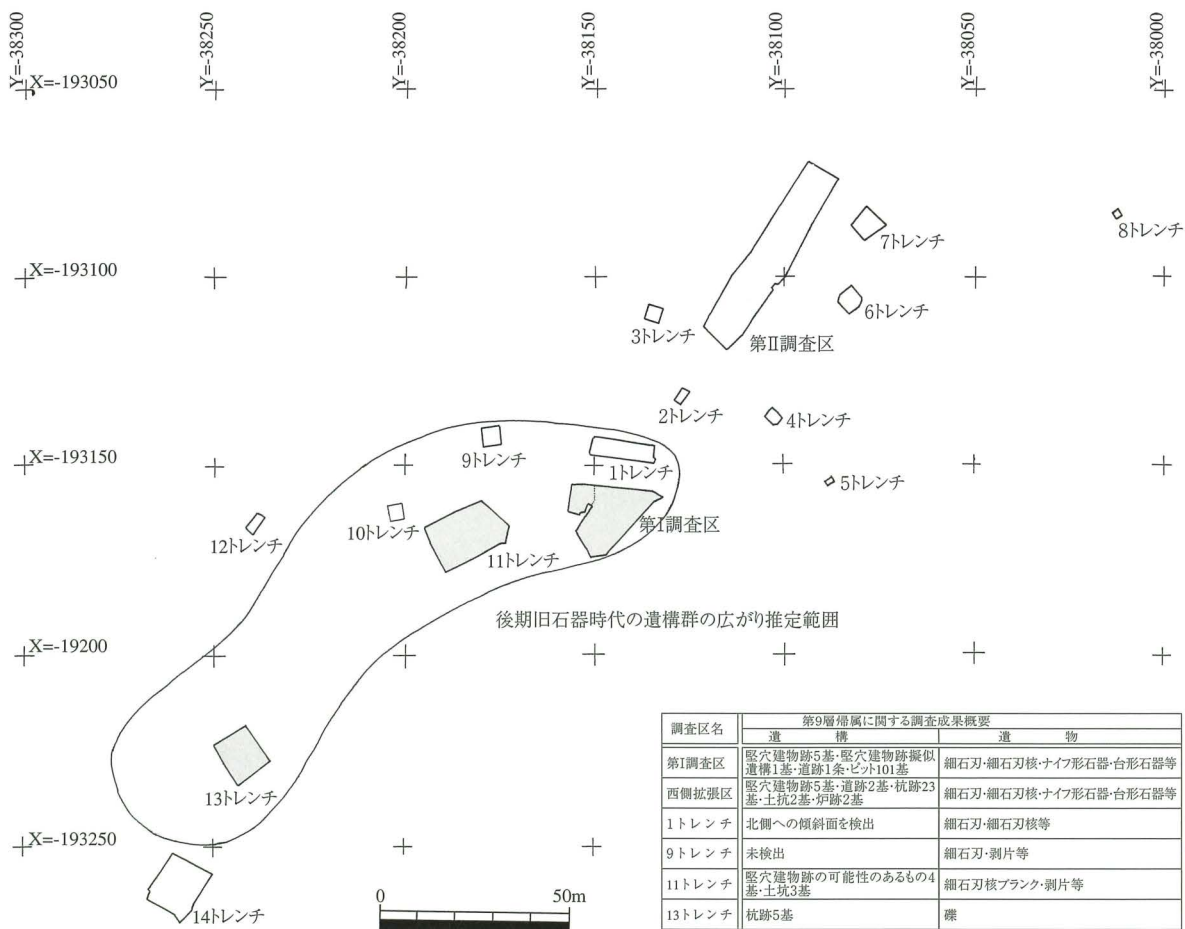 Y=-38300
Y=-38250
Y=-38200
Y=-38150
Y=-38100
Y=-38050
Y=-38000
X=-193050
8トレンチ
7トレンチ
X=-193100
6トレンチ
3トレンチ
第Ⅱ調査区
2トレンチ
4トレンチ
X=-193150
9トレンチ
1トレンチ
5トレンチ
10トレンチ
第Ⅰ調査区
12トレンチ
11トレンチ
後期旧石器時代の遺構群の広がり推定範囲
X=-19200
13トレンチ
X=-193250
14トレンチ
0 50m
調査区名 第9層帰属に関する調査成果概要
遺構 遺物
第Ⅰ調査区 竪穴建物跡5基・竪穴建物跡擬似 細石刃・細石刃核・ナイフ形石器・台形石器等
遺構1基・道跡1条・ピット101基
西側拡張区 竪穴建物跡5基・道跡2基・杭跡23 細石刃・細石刃核・ナイフ形石器・台形石器等
基・土坑2基・炉跡2基
1トレンチ 北側への傾斜面を検出 細石刃・細石刃核等
9トレンチ 未検出 細石刃・剥片等
11トレンチ 竪穴建物跡の可能性のあるもの4 細石刃核ブランク・剥片等
基・土坑3基
13トレンチ 杭跡5基 礫